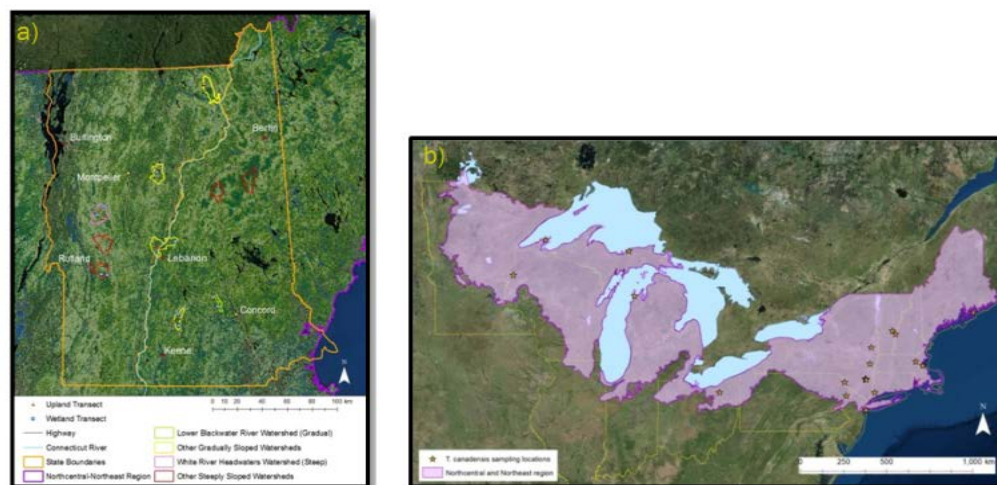 a)
Burlington
Berlin
Montpelier
Rutland
Lebanon
Concord
Keene
N
0 20 40 60 80 100 km
Upland Transect
Wetland Transect
Highway
Connecticut River
State Boundaries
Northcentral-Northeast Region
Lower Blackwater River Watershed (Gradual)
Other Gradually Sloped Watersheds
White River Headwaters Watershed (Steep)
Other Steeply Sloped Watersheds
b)
N
T. canadensis sampling locations
Northcentral and Northeast region
0 250 500 1,000 km